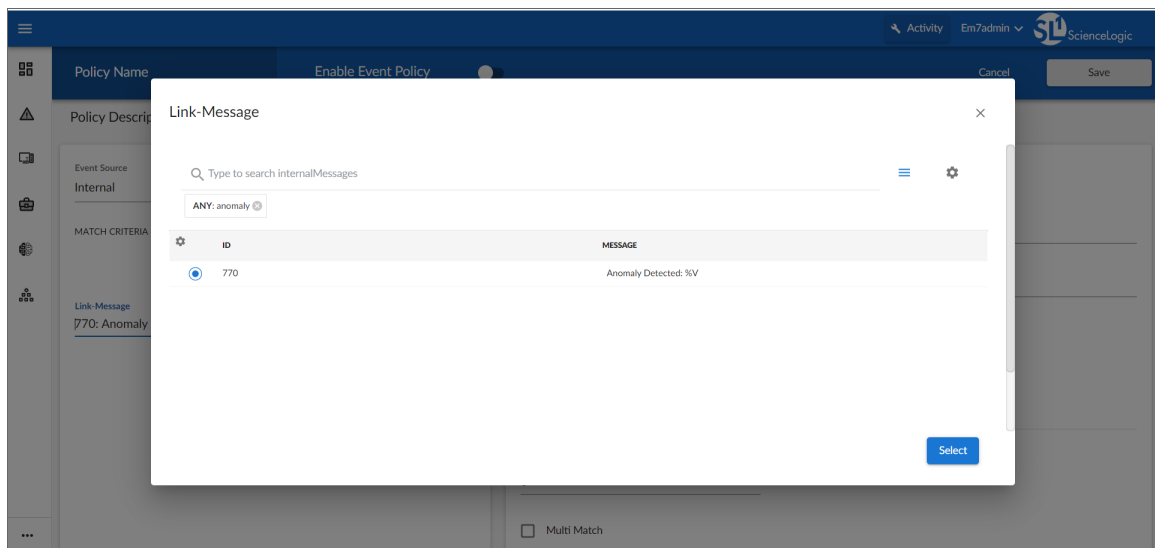 Activity
Em7admin
SL1 ScienceLogic
Policy Name
Enable Event Policy
Cancel
Save
Policy Descrip
Event Source
Internal
MATCH CRITERIA
Link-Message
770: Anomaly
Link-Message
Type to search internalMessages
ANY: anomaly
ID
MESSAGE
770
Anomaly Detected: %V
Select
Multi Match